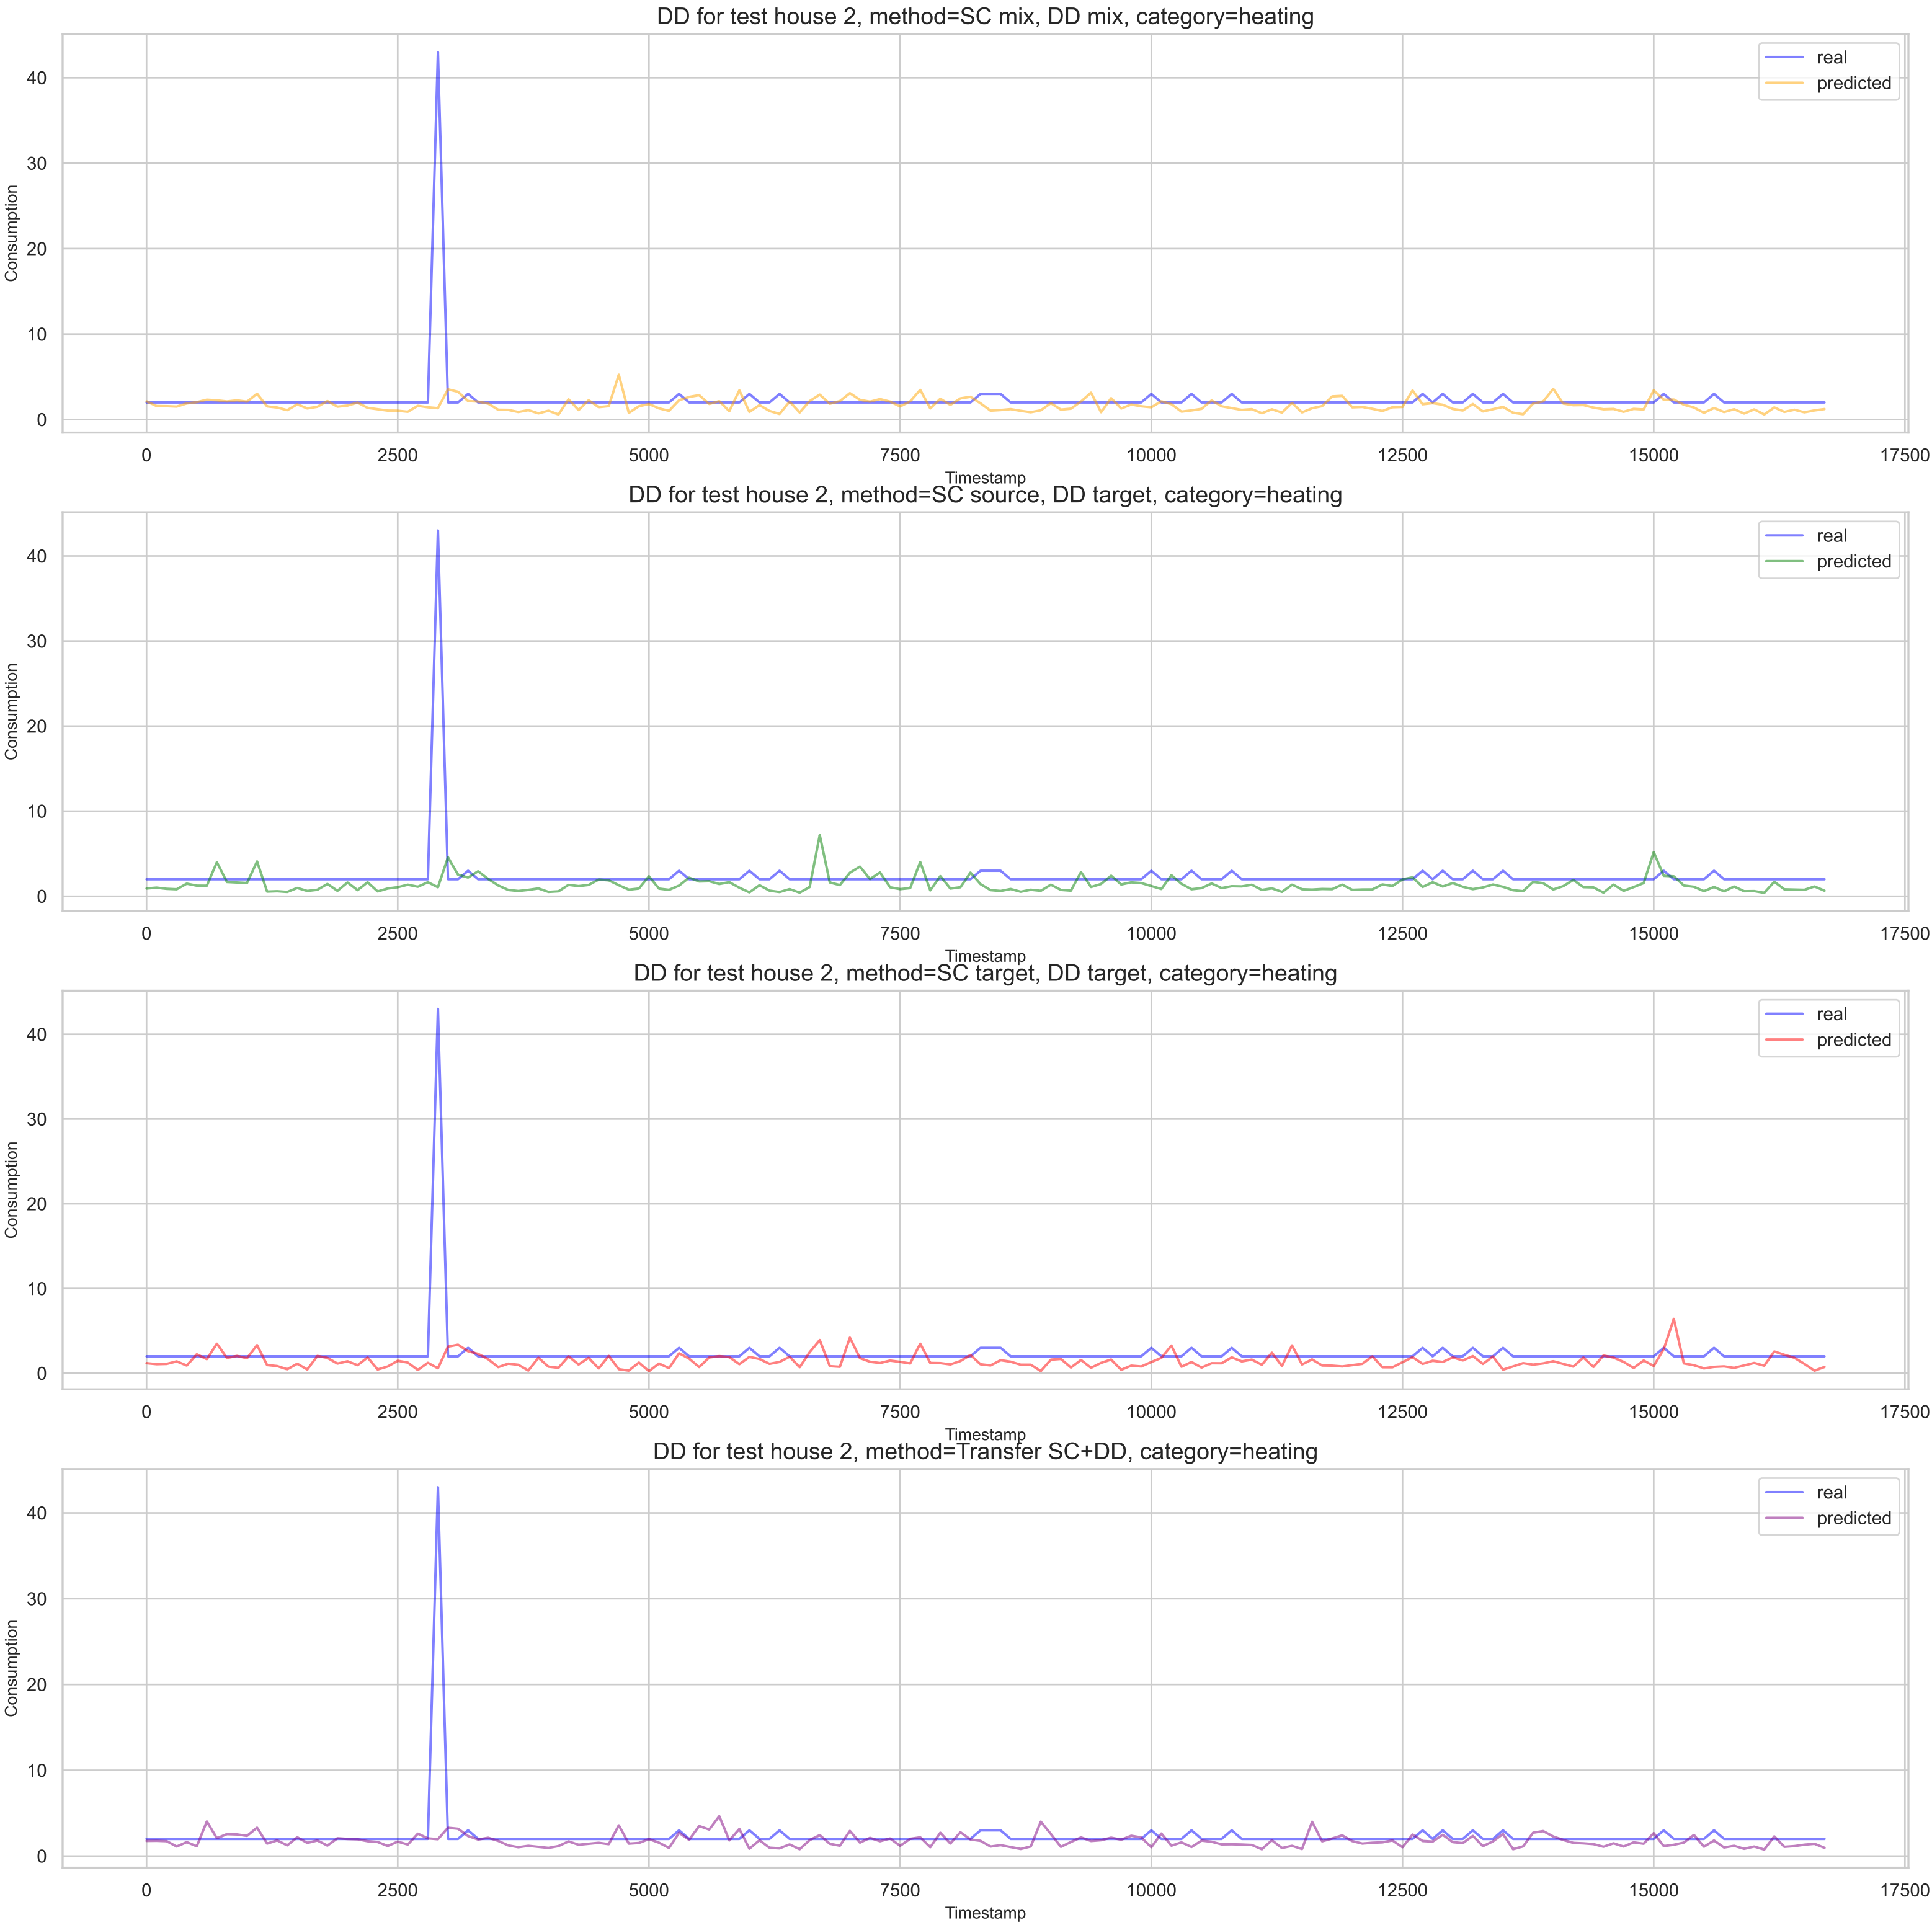 DD for test house 2, method=SC mix, DD mix, category=heating
real
predicted
40
30
20
10
0
Consumption
0 2500 5000 7500 10000 12500 15000 17500
Timestamp
DD for test house 2, method=SC source, DD target, category=heating
real
predicted
40
30
20
10
0
Consumption
0 2500 5000 7500 10000 12500 15000 17500
Timestamp
DD for test house 2, method=SC target, DD target, category=heating
real
predicted
40
30
20
10
0
Consumption
0 2500 5000 7500 10000 12500 15000 17500
Timestamp
DD for test house 2, method=Transfer SC+DD, category=heating
real
predicted
40
30
20
10
0
Consumption
0 2500 5000 7500 10000 12500 15000 17500
Timestamp